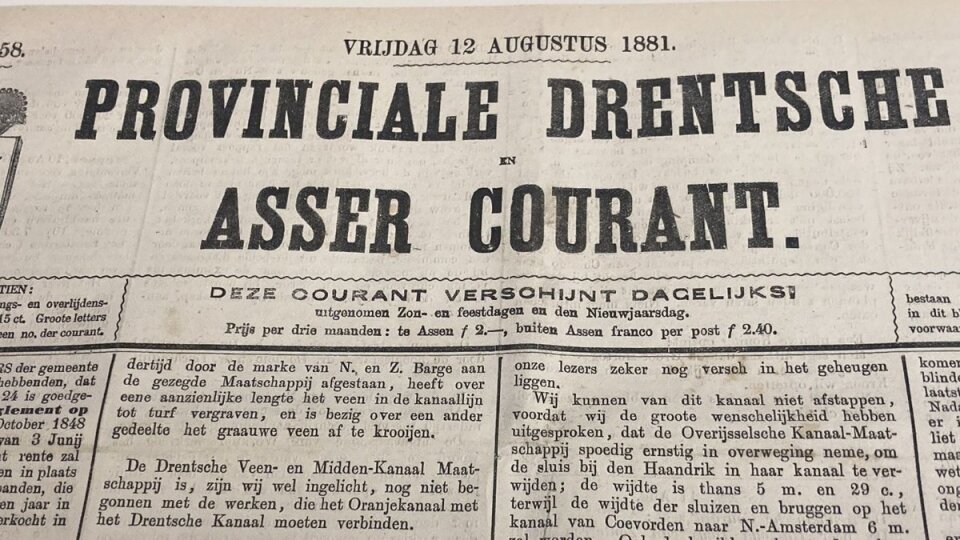 58.
VRIJDAG 12 AUGUSTUS 1881.
PROVINCIALE DRENTSCHE
EN
ASSER COURANT.
TIEN:
ngs- en overlijdens-
15 ct. Groote letters
een no. der courant.
DEZE COURANT VERSCHIJNT DAGELIJKS
uitgenomen Zon- en feestdagen en den Nieuwjaarsdag.
Prijs per drie maanden: te Assen ƒ 2.—, buiten Assen franco per post ƒ 2.40.
bestaan
in dit b
voorwaa
RS der gemeente
hebbenden, dat
24 is goedge-
glement op
October 1848
van 3 Junij
t rente zal
en in plaats
anden, die
en jaar in
erkocht in
dertijd door de marke van N. en Z. Barge aan
de gezegde Maatschappij afgestaan, heeft over
eene aanzienlijke lengte het veen in de kanaallijn
tot turf vergraven, en is bezig over een ander
gedeelte het graauwe veen af te krooijen.
De Drentsche Veen- en Midden-Kanaal Maat-
schappij is, zijn wij wel ingelicht, nog niet be-
gonnen met de werken, die het Oranjekanaal met
het Drentsche Kanaal moeten verbinden.
onze lezers zeker nog versch in het geheugen
liggen.
Wij kunnen van dit kanaal niet afstappen,
voordat wij de groote wenschelijkheid hebben
uitgesproken, dat de Overijsselsche Kanaal-Maat-
schappij spoedig ernstig in overweging neme, om
de sluis bij den Haandrik in haar kanaal te ver-
wijden; de wijdte is thans 5 m. en 29 c.,
terwijl de wijdte der sluizen en bruggen op het
kanaal van Coevorden naar N.-Amsterdam 6 m.
komen
blinde
laatst
Nada
er i
liet
maa
wet
ong
des